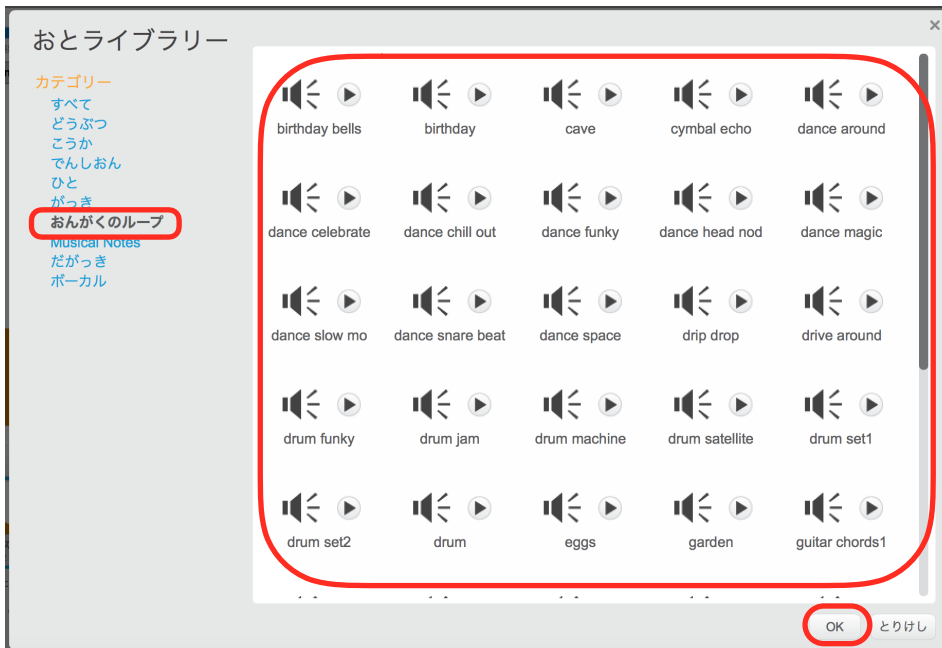 おとライブラリー
×
カテゴリー
すべて
どうぶつ
こうか
でんしおん
ひと
がっき
おんがくのループ
Musical Notes
だがっき
ボーカル
birthday bells birthday cave cymbal echo dance around
dance celebrate dance chill out dance funky dance head nod dance magic
dance slow mo dance snare beat dance space drip drop drive around
drum funky drum jam drum machine drum satellite drum set1
drum set2 drum eggs garden guitar chords1
OK とりけし